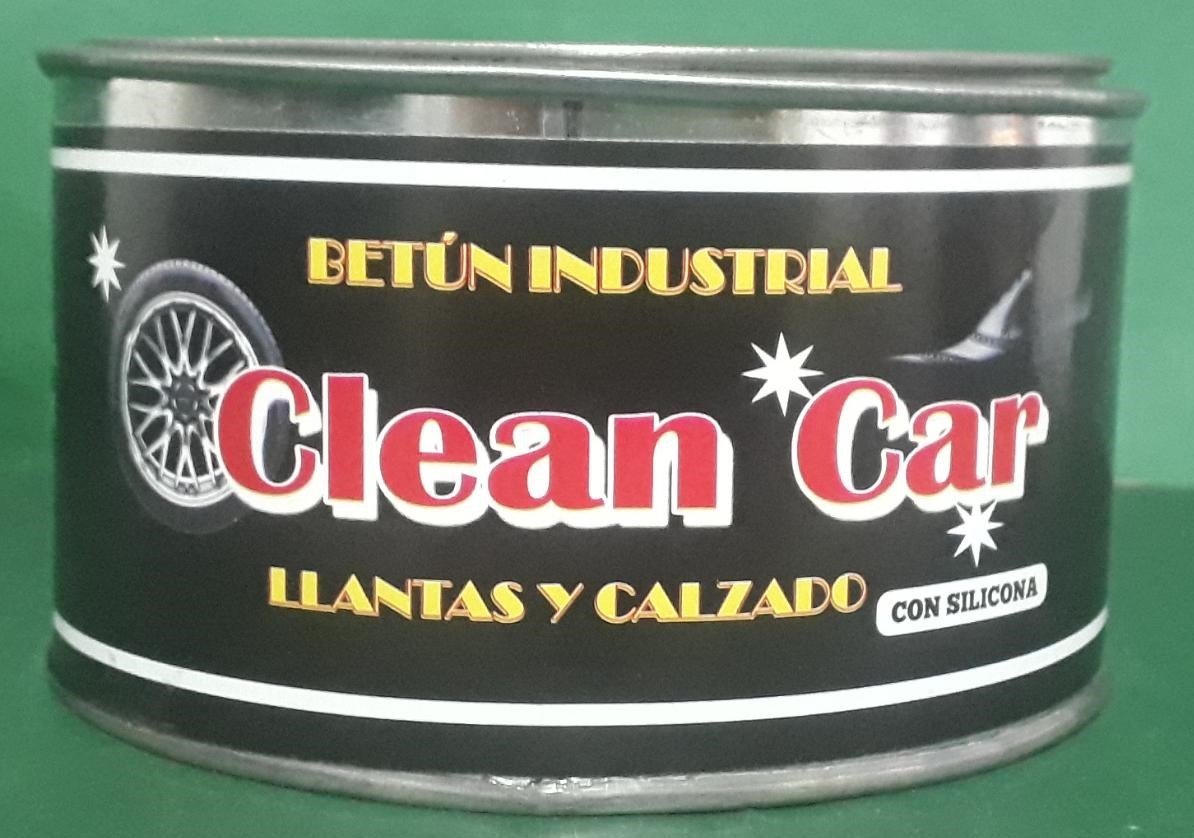 BETÚN INDUSTRIAL
Clean Car
LLANTAS Y CALZADO
CON SILICONA